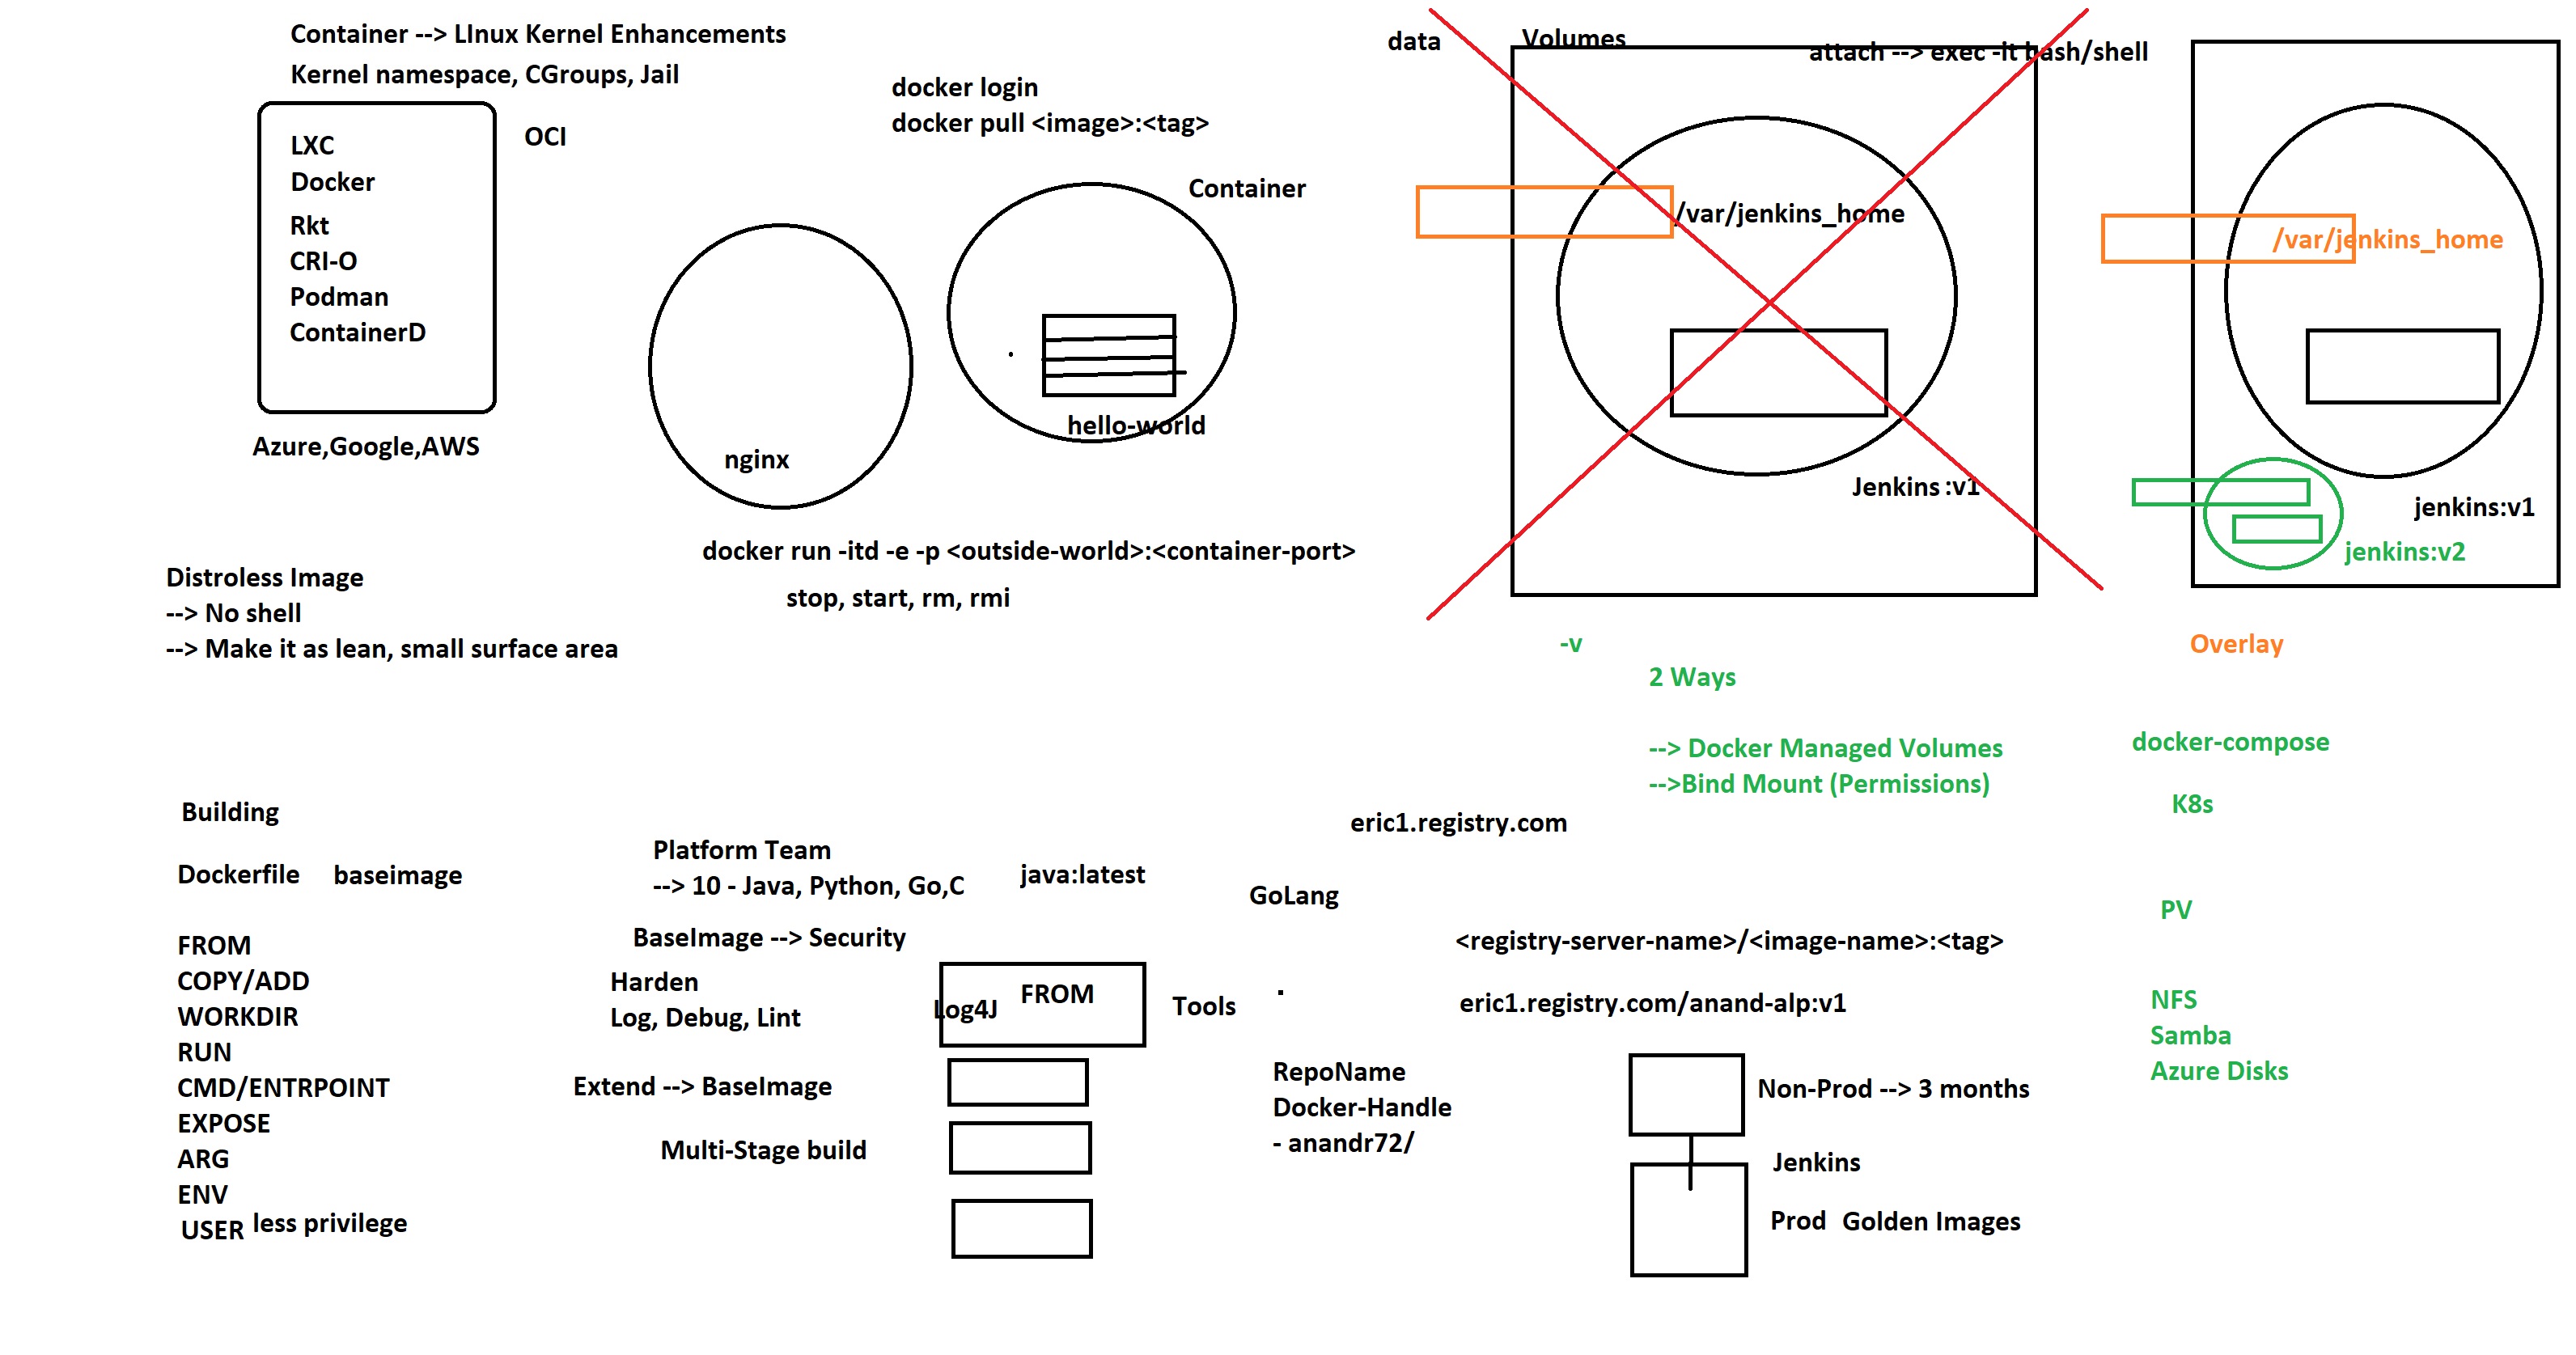 Container --> LInux Kernel Enhancements
Kernel namespace, CGroups, Jail
LXC
Docker
Rkt
CRI-O
Podman
ContainerD
OCI
Azure,Google,AWS
docker login
docker pull <image>:<tag>
Container
hello-world
nginx
docker run -itd -e -p <outside-world>:<container-port>
stop, start, rm, rmi
Distroless Image
--> No shell
--> Make it as lean, small surface area
data
Volumes
attach --> exec -it bash/shell
/var/jenkins_home
Jenkins :v1
/var/jenkins_home
jenkins:v1
jenkins:v2
-v
2 Ways
--> Docker Managed Volumes
-->Bind Mount (Permissions)
Overlay
docker-compose
K8s
PV
NFS
Samba
Azure Disks
Building
Dockerfile baseimage
FROM
COPY/ADD
WORKDIR
RUN
CMD/ENTRPOINT
EXPOSE
ARG
ENV
USER less privilege
Platform Team
--> 10 - Java, Python, Go,C
java:latest
BaseImage --> Security
Harden
Log, Debug, Lint
Log4J
FROM
Tools
Extend --> BaseImage
Multi-Stage build
GoLang
eric1.registry.com
<registry-server-name>/<image-name>:<tag>
eric1.registry.com/anand-alp:v1
RepoName
Docker-Handle
- anandr72/
Non-Prod --> 3 months
Jenkins
Prod Golden Images